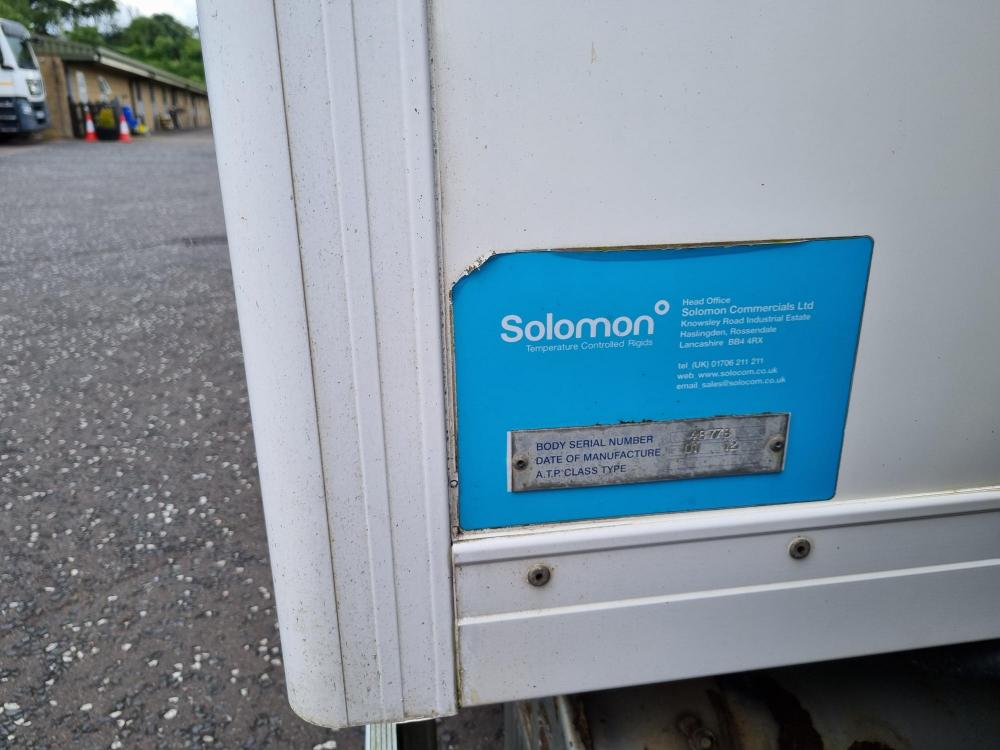 Solomon
Temperature Controlled Rigids
Head Office
Solomon Commercials Ltd
Knowsley Road Industrial Estate
Haslingden, Rossendale
Lancashire BB4 4RX
tel (UK) 01706 211 211
web www.solocom.co.uk
email sales@solocom.co.uk
BODY SERIAL NUMBER
DATE OF MANUFACTURE
A.T.P. CLASS TYPE